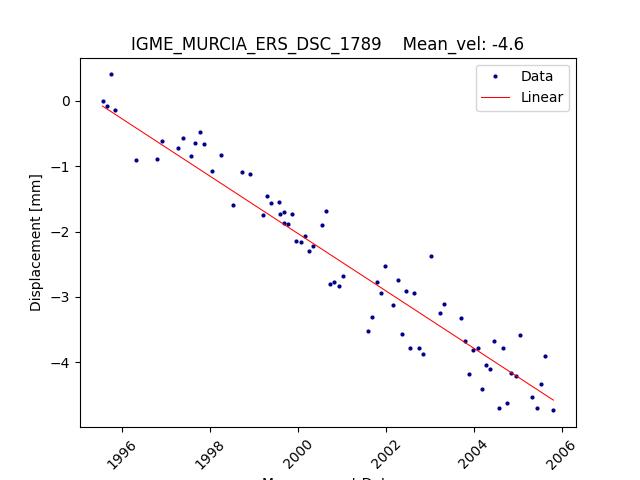 IGME_MURCIA_ERS_DSC_1789    Mean_vel: -4.6
Data
Linear
Displacement [mm]
0
−1
−2
−3
−4
1996
1998
2000
2002
2004
2006